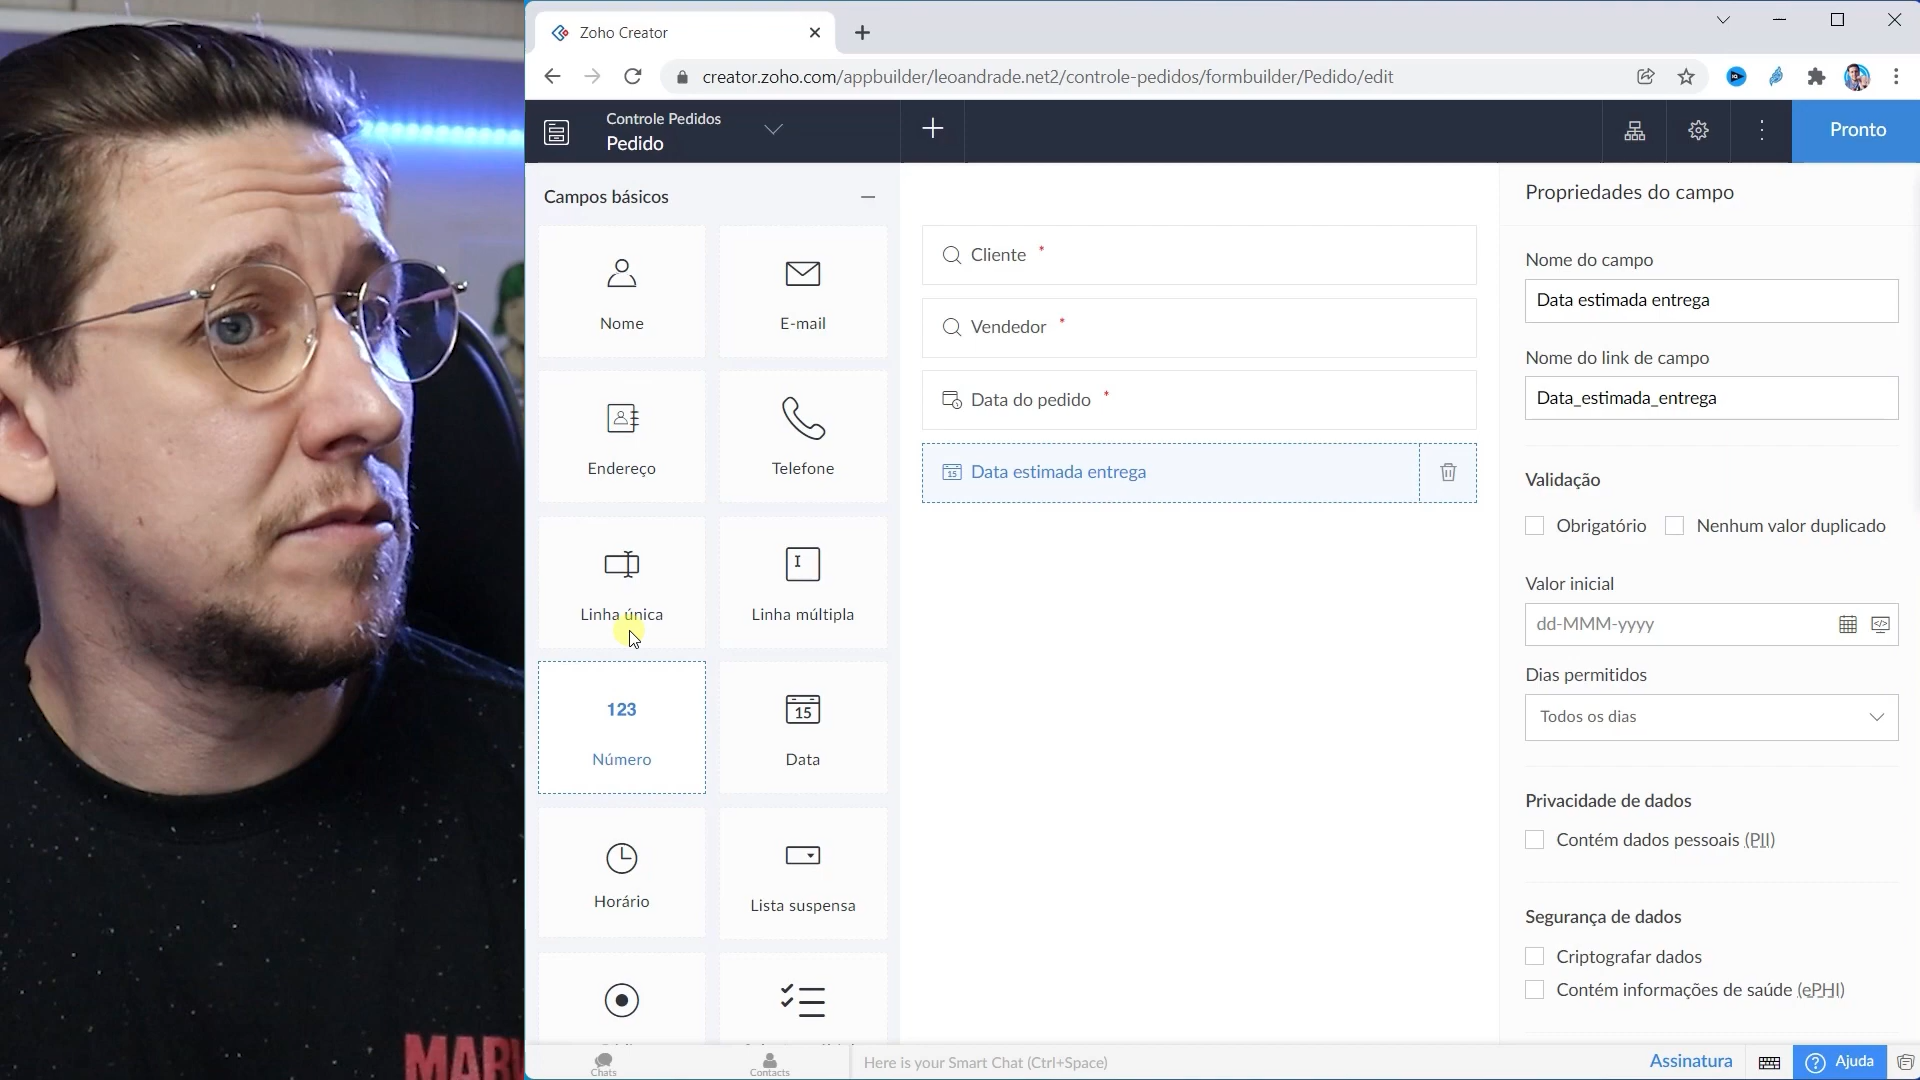 Zoho Creator
creator.zoho.com/appbuilder/leoandrade.net2/controle-pedidos/formbuilder/Pedido/edit
Controle Pedidos
Pedido
Pronto
Campos básicos
Nome
E-mail
Endereço
Telefone
Linha única
Linha múltipla
123
Número
15
Data
Horário
Lista suspensa
Cliente *
Vendedor *
Data do pedido *
15 Data estimada entrega
Propriedades do campo
Nome do campo
Data estimada entrega
Nome do link de campo
Data_estimada_entrega
Validação
Obrigatório
Nenhum valor duplicado
Valor inicial
dd-MMM-yyyy
Dias permitidos
Todos os dias
Privacidade de dados
Contém dados pessoais (PII)
Segurança de dados
Criptografar dados
Contém informações de saúde (ePHI)
Chats
Contacts
Here is your Smart Chat (Ctrl+Space)
Assinatura
Ajuda